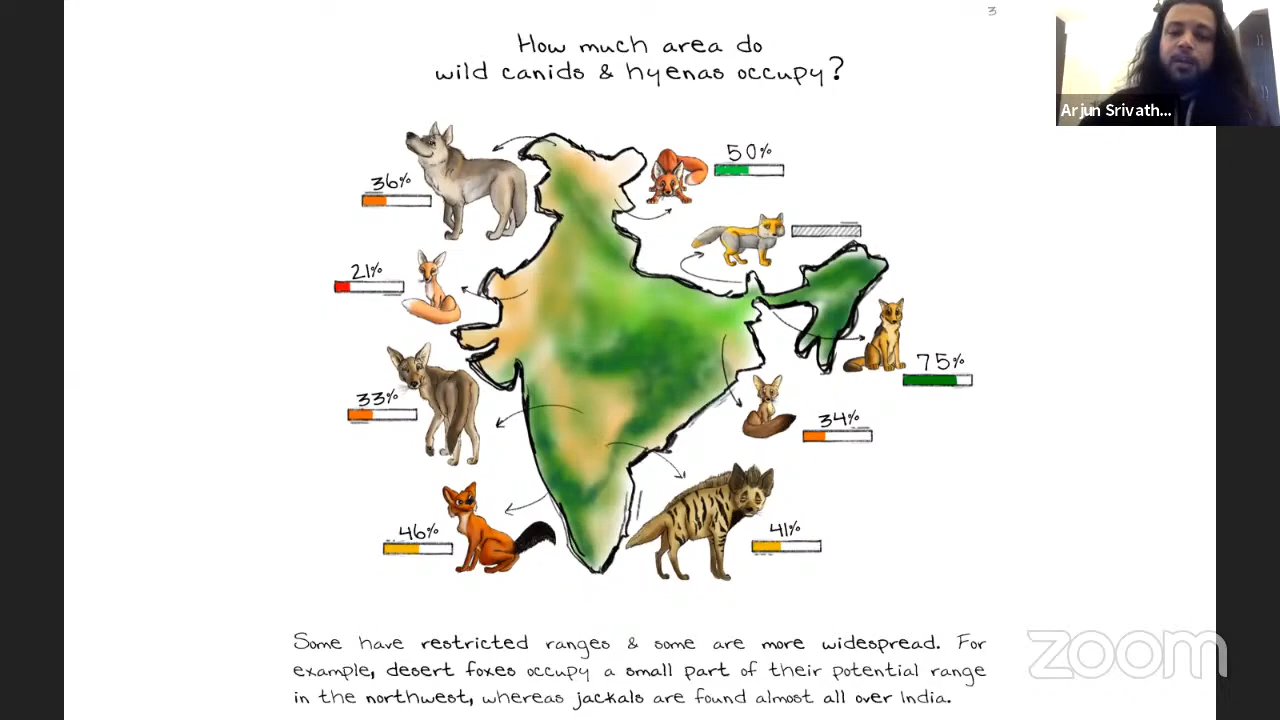 3
How much area do
wild canids & hyenas occupy?
Arjun Srivath...
50%
36%
21%
75%
33%
34%
46%
41%
Some have restricted ranges & some are more widespread. For
example, desert foxes occupy a small part of their potential range
in the northwest, whereas jackals are found almost all over India.
zoom